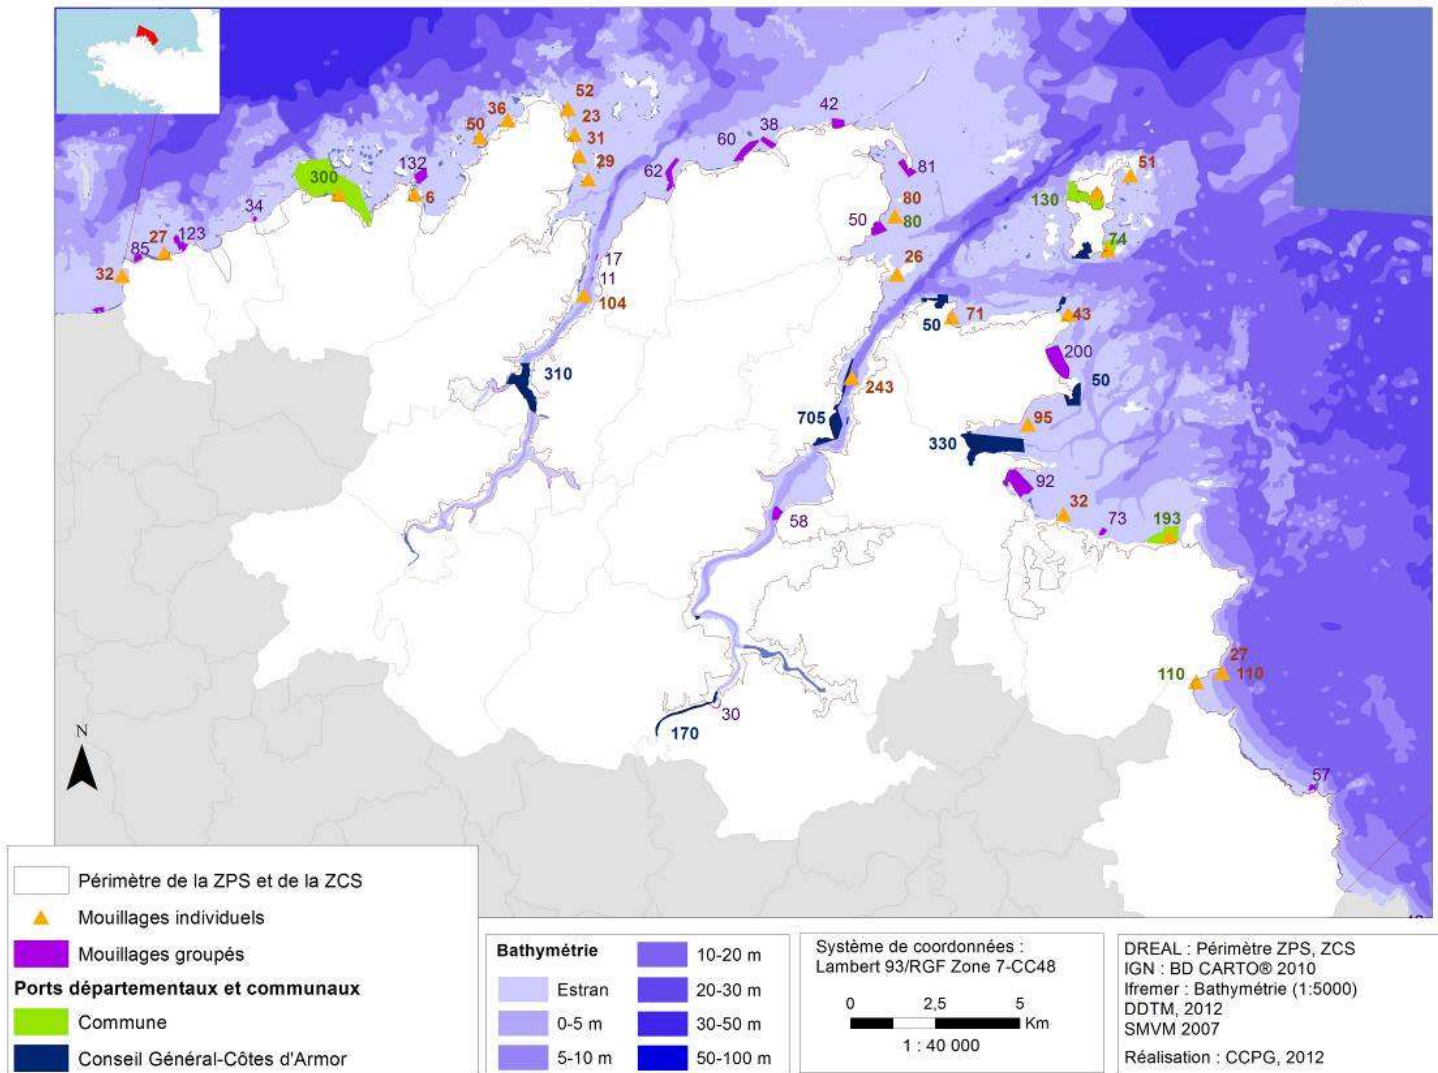 52
36
23
50
31
29
42
60
38
132
62
81
51
300
6
80
130
34
50
80
74
123
27
85
32
17
26
11
104
50
71
43
200
310
50
243
705
95
330
92
58
32
73
193
27
110
110
30
170
57
N
Périmètre de la ZPS et de la ZCS
Mouillages individuels
Mouillages groupés
Ports départementaux et communaux
Commune
Conseil Général-Côtes d'Armor
Bathymétrie
Estran
0-5 m
5-10 m
10-20 m
20-30 m
30-50 m
50-100 m
Système de coordonnées :
Lambert 93/RGF Zone 7-CC48
0 2,5 5
Km
1 : 40 000
DREAL : Périmètre ZPS, ZCS
IGN : BD CARTO® 2010
Ifremer : Bathymétrie (1:5000)
DDTM, 2012
SMVM 2007
Réalisation : CCPG, 2012